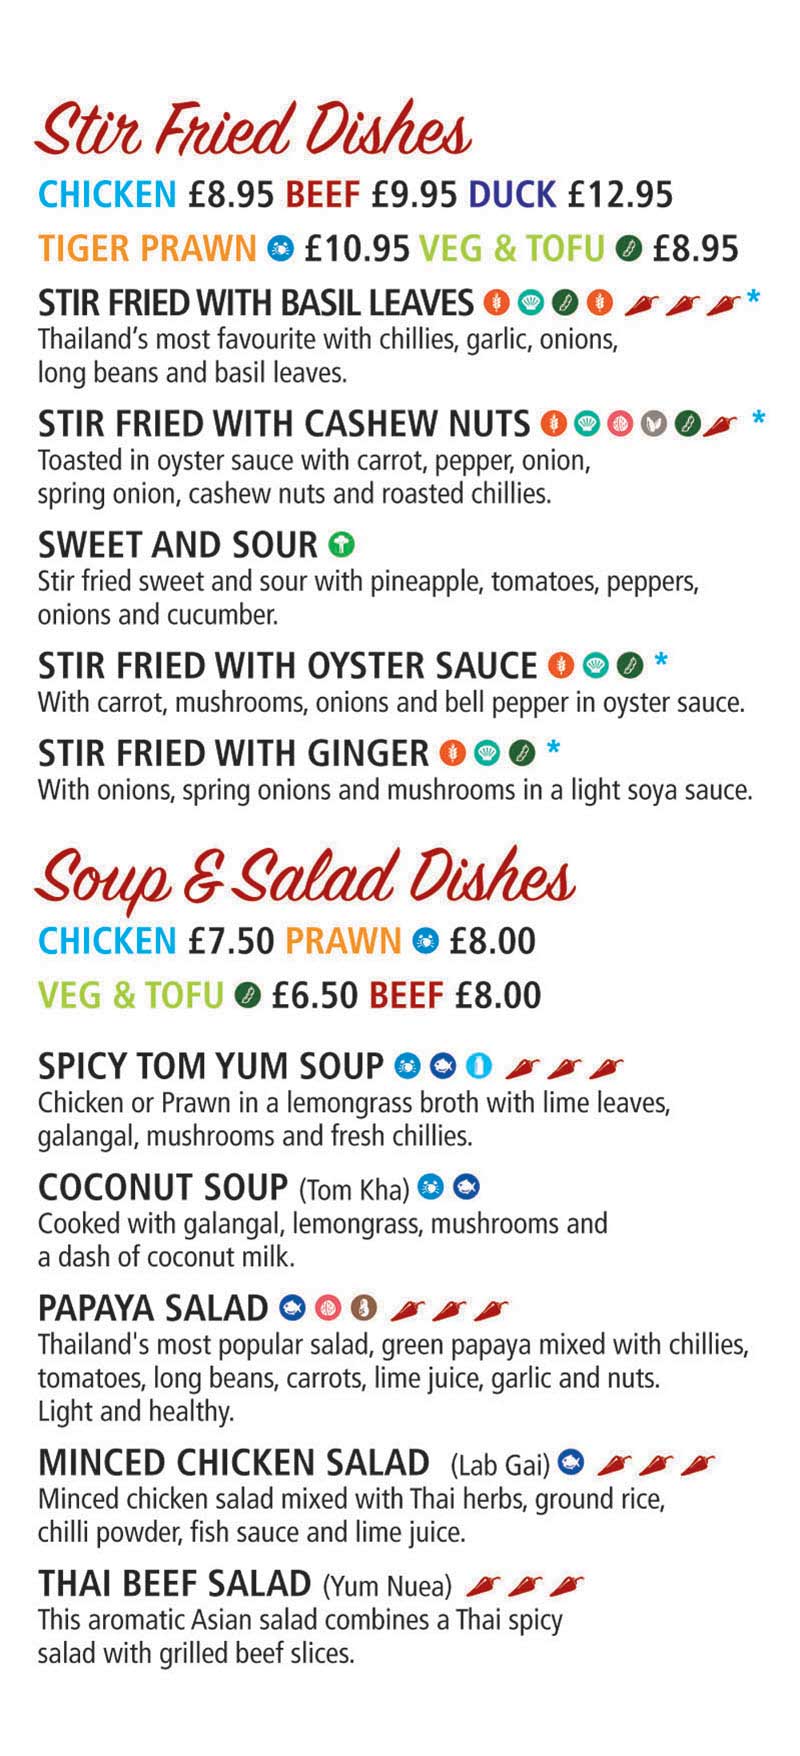 Stir Fried Dishes
CHICKEN £8.95 BEEF £9.95 DUCK £12.95
TIGER PRAWN £10.95 VEG & TOFU £8.95
STIR FRIED WITH BASIL LEAVES *
Thailand’s most favourite with chillies, garlic, onions,
long beans and basil leaves.
STIR FRIED WITH CASHEW NUTS *
Toasted in oyster sauce with carrot, pepper, onion,
spring onion, cashew nuts and roasted chillies.
SWEET AND SOUR
Stir fried sweet and sour with pineapple, tomatoes, peppers,
onions and cucumber.
STIR FRIED WITH OYSTER SAUCE *
With carrot, mushrooms, onions and bell pepper in oyster sauce.
STIR FRIED WITH GINGER *
With onions, spring onions and mushrooms in a light soya sauce.
Soup & Salad Dishes
CHICKEN £7.50 PRAWN £8.00
VEG & TOFU £6.50 BEEF £8.00
SPICY TOM YUM SOUP
Chicken or Prawn in a lemongrass broth with lime leaves,
galangal, mushrooms and fresh chillies.
COCONUT SOUP (Tom Kha)
Cooked with galangal, lemongrass, mushrooms and
a dash of coconut milk.
PAPAYA SALAD
Thailand's most popular salad, green papaya mixed with chillies,
tomatoes, long beans, carrots, lime juice, garlic and nuts.
Light and healthy.
MINCED CHICKEN SALAD (Lab Gai)
Minced chicken salad mixed with Thai herbs, ground rice,
chilli powder, fish sauce and lime juice.
THAI BEEF SALAD (Yum Nuea)
This aromatic Asian salad combines a Thai spicy
salad with grilled beef slices.